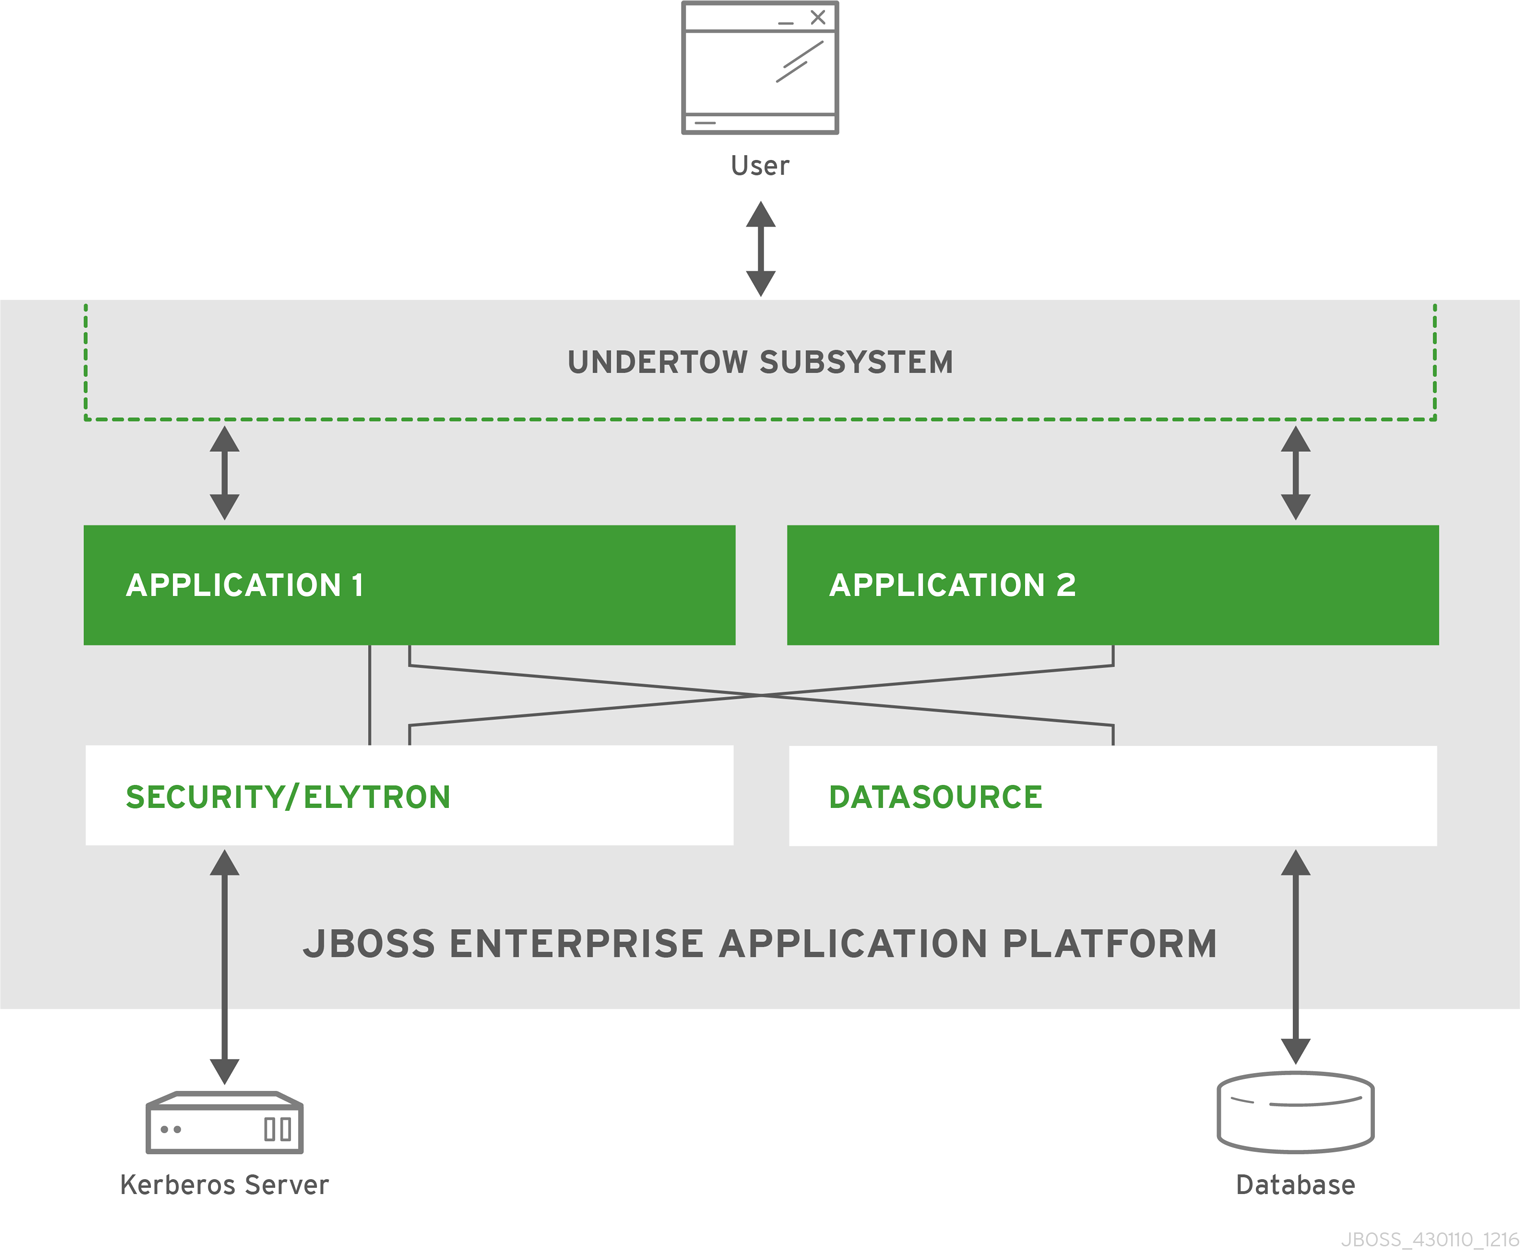 User
UNDERTOW SUBSYSTEM
APPLICATION 1
APPLICATION 2
SECURITY/ELYTRON
DATASOURCE
JBOSS ENTERPRISE APPLICATION PLATFORM
Kerberos Server
Database
JBOSS_430110_1216